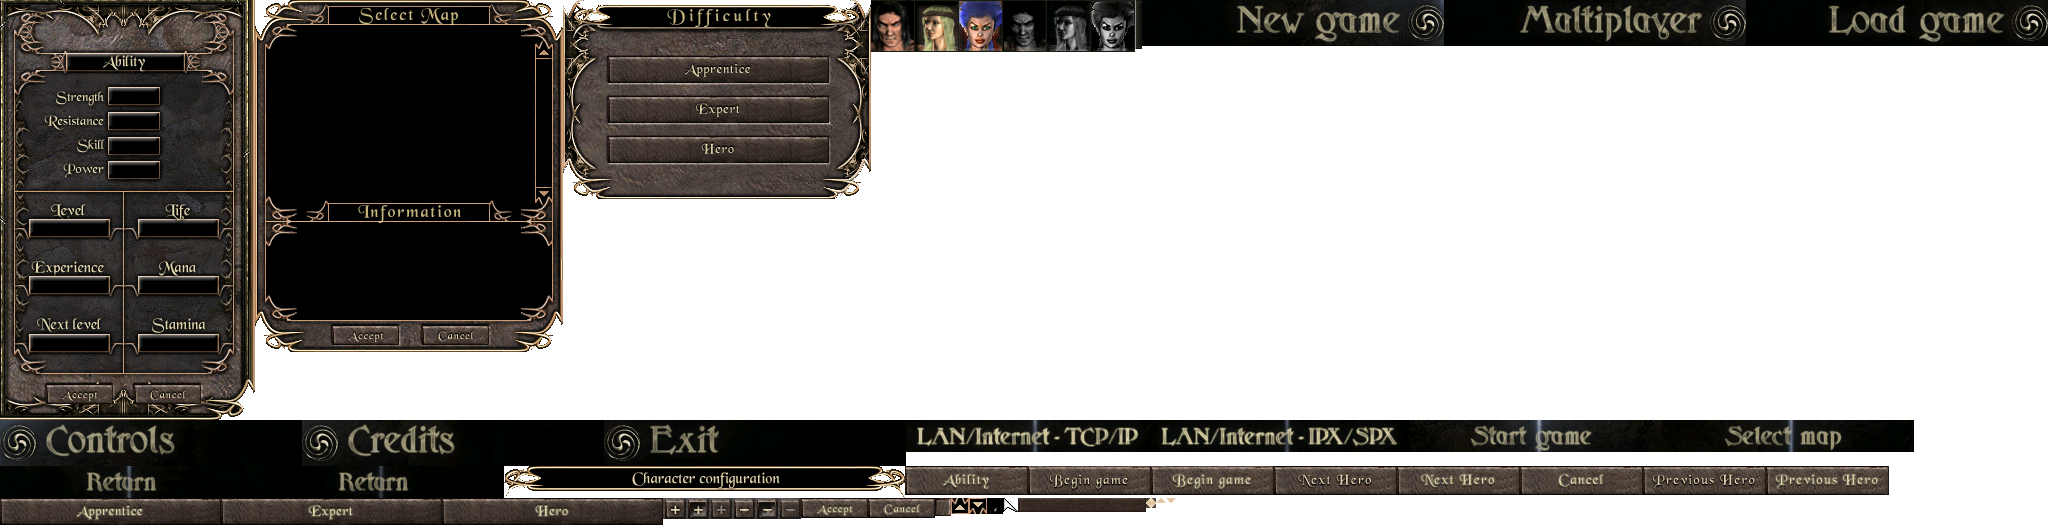 Ability
Strength
Resistance
Skill
Power
Level
Life
Experience
Mana
Next level
Stamina
Accept
Cancel
Select Map
Information
Accept
Cancel
Difficulty
Apprentice
Expert
Hero
New game
Multiplayer
Load game
Controls
Credits
Exit
LAN/Internet - TCP/IP
LAN/Internet - IPX/SPX
Start game
Select map
Return
Return
Character configuration
Ability
Begin game
Begin game
Next Hero
Next Hero
Cancel
Previous Hero
Previous Hero
Apprentice
Expert
Hero
+ + + – – –
Accept
Cancel